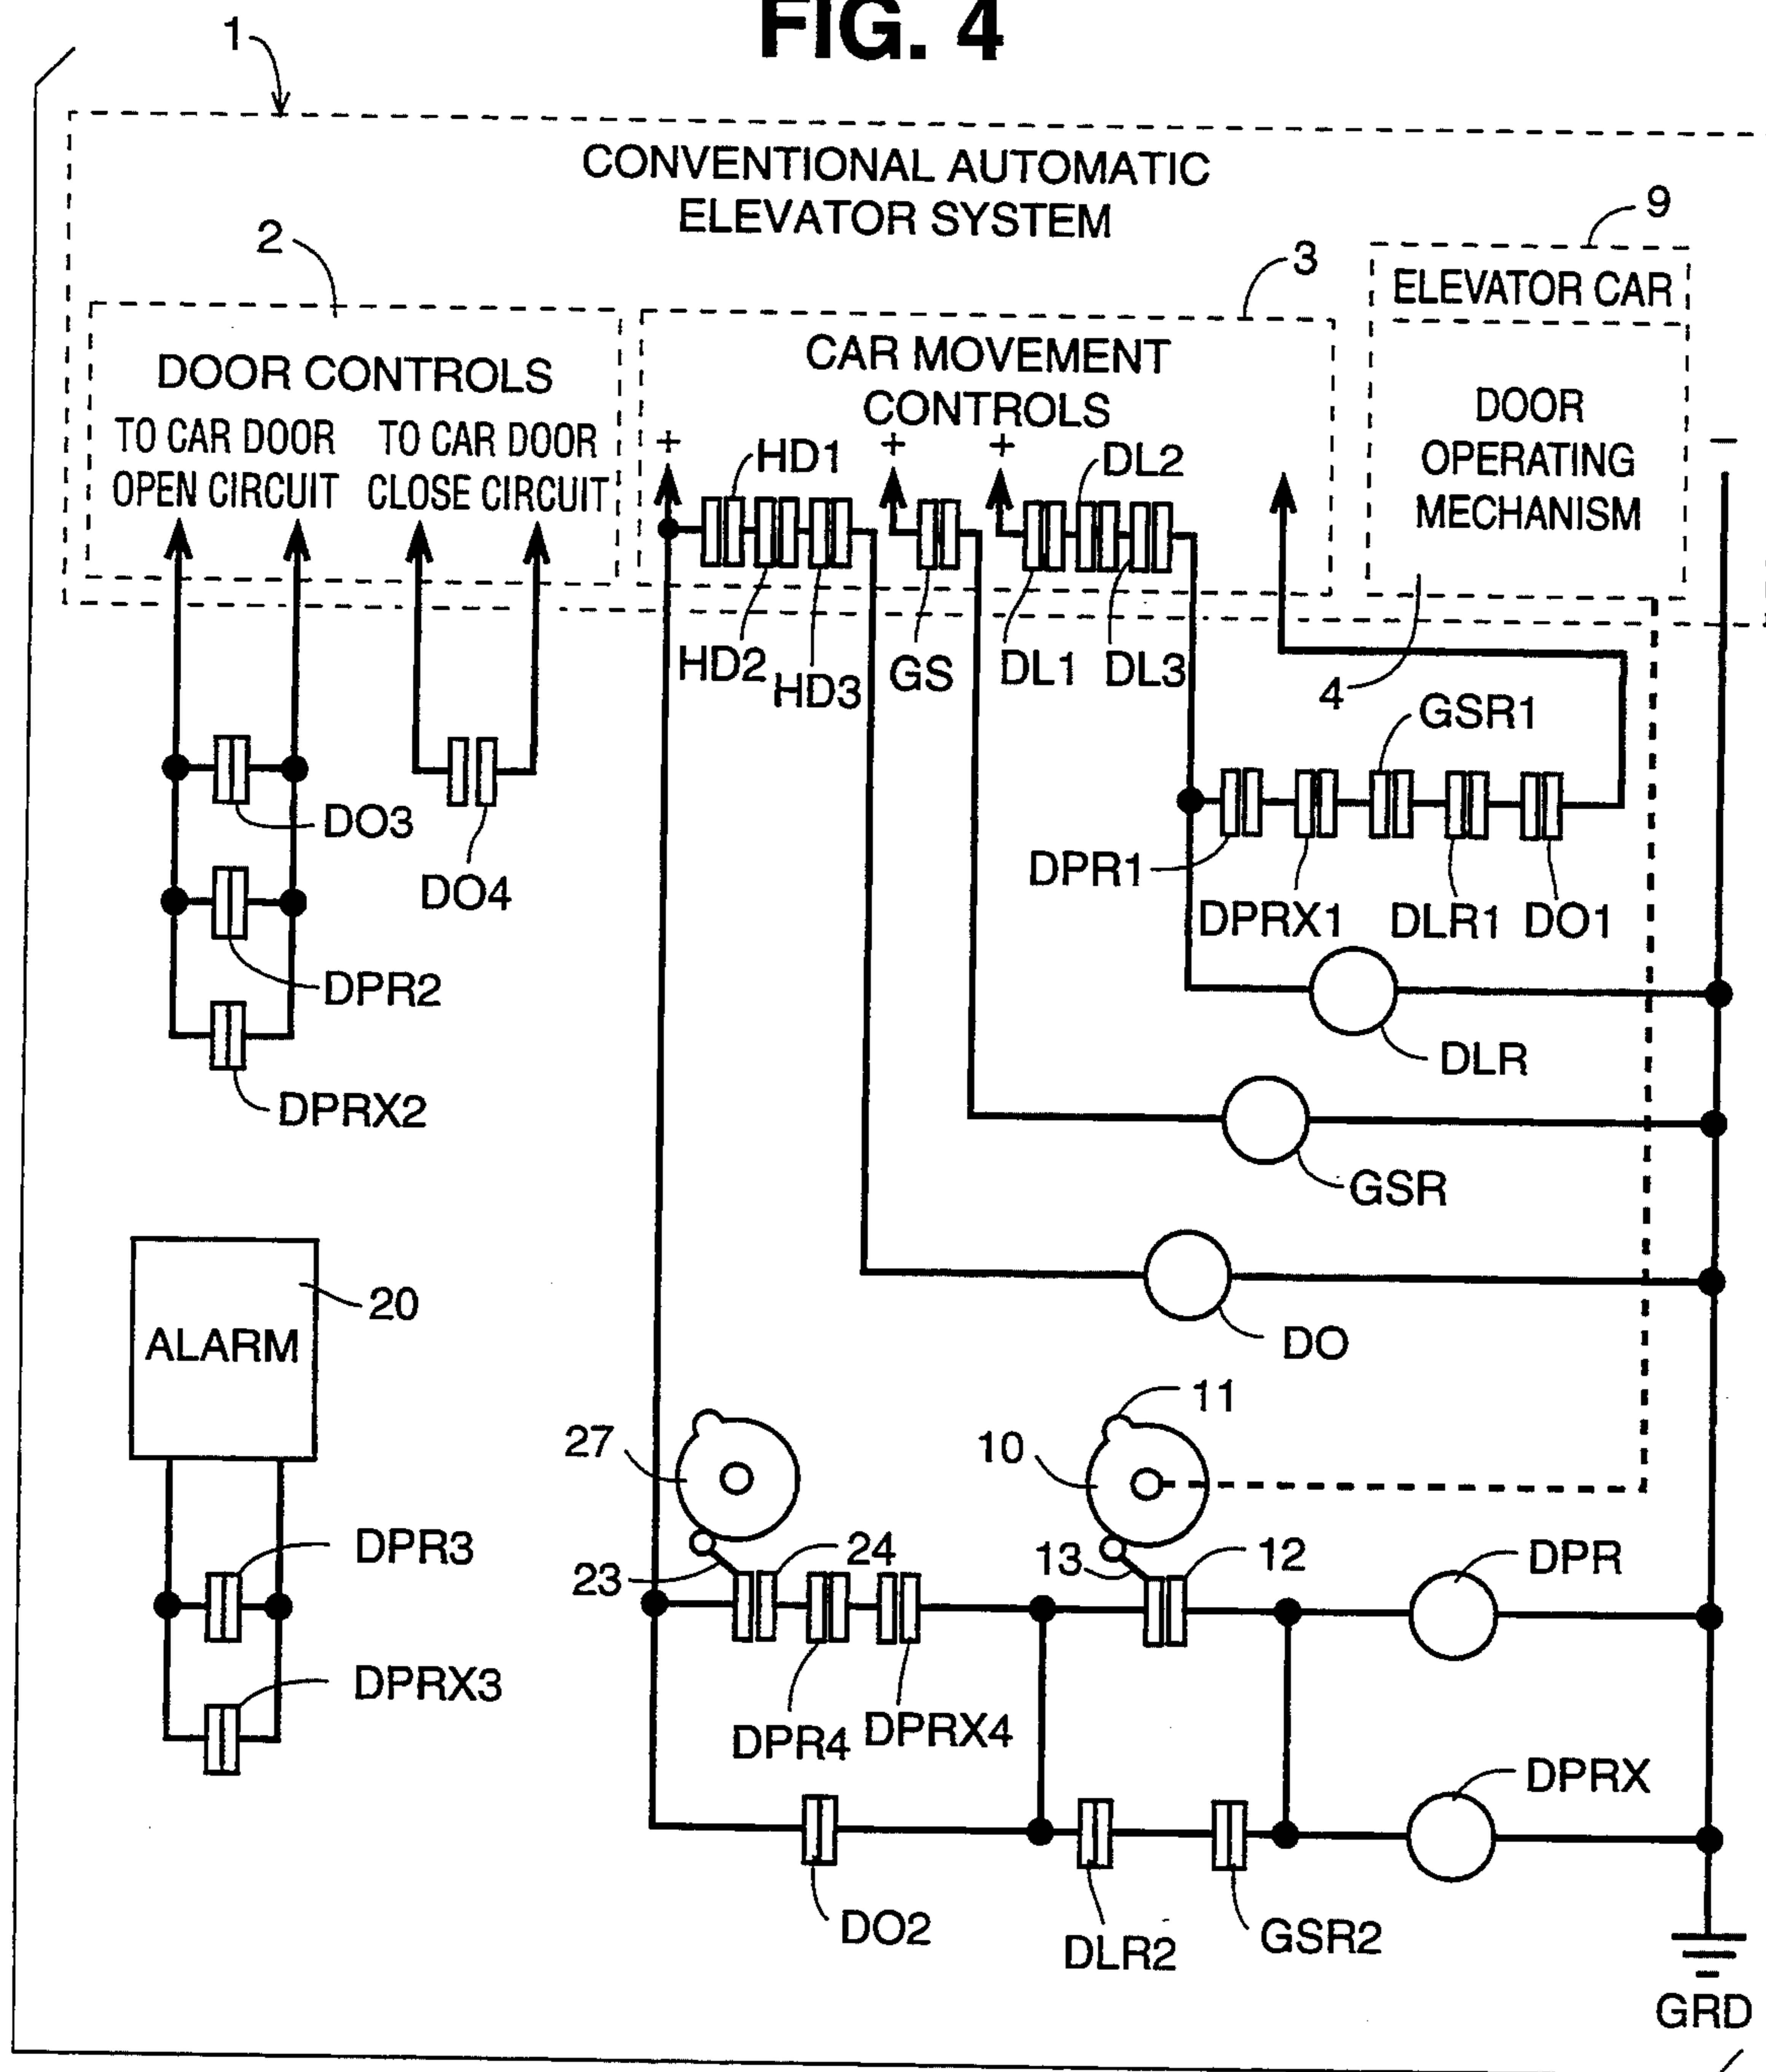 FIG. 4
1
CONVENTIONAL AUTOMATIC
ELEVATOR SYSTEM
2
3
9
ELEVATOR CAR
DOOR
OPERATING
MECHANISM
4
DOOR CONTROLS
TO CAR DOOR
OPEN CIRCUIT
TO CAR DOOR
CLOSE CIRCUIT
CAR MOVEMENT
CONTROLS
+
HD1
+
+
DL2
−
HD2
HD3
GS
DL1
DL3
GSR1
DO3
DO4
DPR1
DPRX1
DLR1
DO1
DPR2
DLR
DPRX2
GSR
20
ALARM
DO
27
11
10
DPR3
23
24
13
12
DPR
DPRX3
DPR4
DPRX4
DPRX
DO2
DLR2
GSR2
GRD